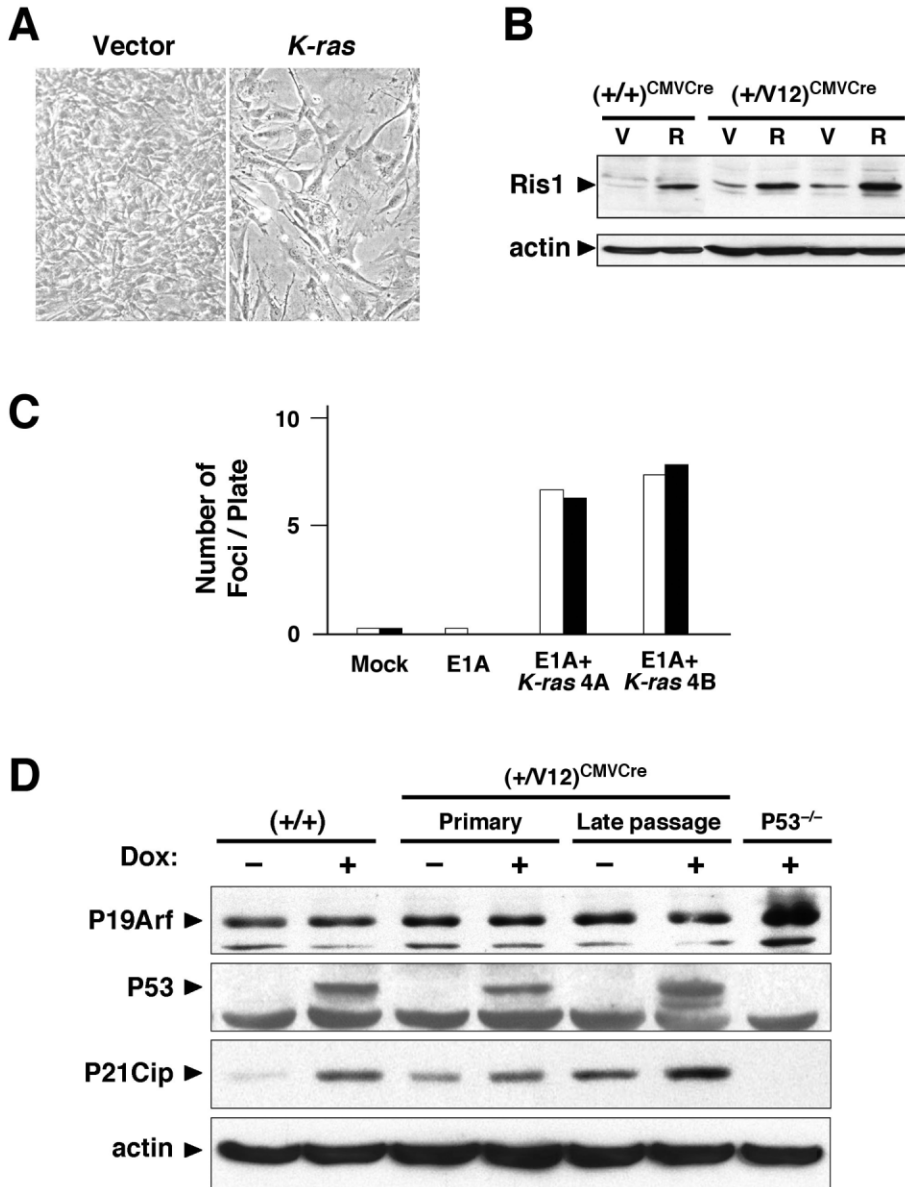 A
Vector K-ras
B
(+/+)CMVCre (+/V12)CMVCre
V R V R V R
Ris1
actin
C
Number of
Foci / Plate
10
5
0
Mock E1A E1A+ K-ras 4A E1A+ K-ras 4B
D
(+/V12)CMVCre
(+/+) Primary Late passage P53–/–
Dox: – + – + – + +
P19Arf
P53
P21Cip
actin